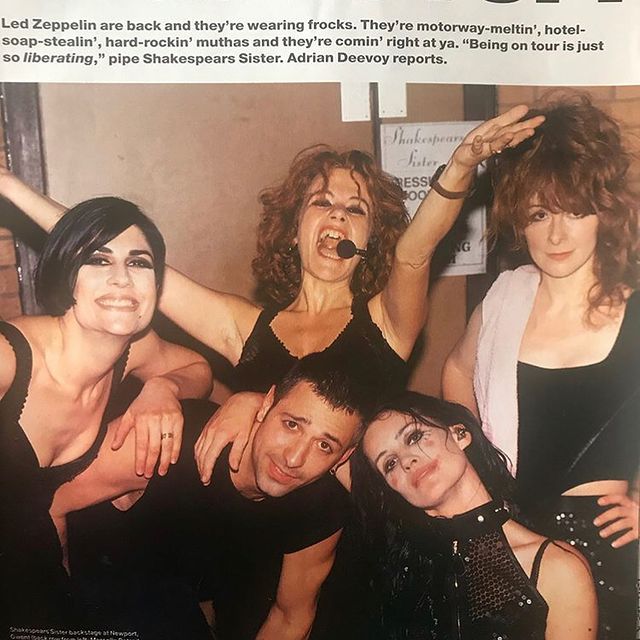 Led Zeppelin are back and they're wearing frocks. They're motorway-meltin', hotel-
soap-stealin', hard-rockin' muthas and they're comin' right at ya. “Being on tour is just
so liberating,” pipe Shakespears Sister. Adrian Deevoy reports.
Shakespears
Sister
Shakespears Sister backstage at Newport,